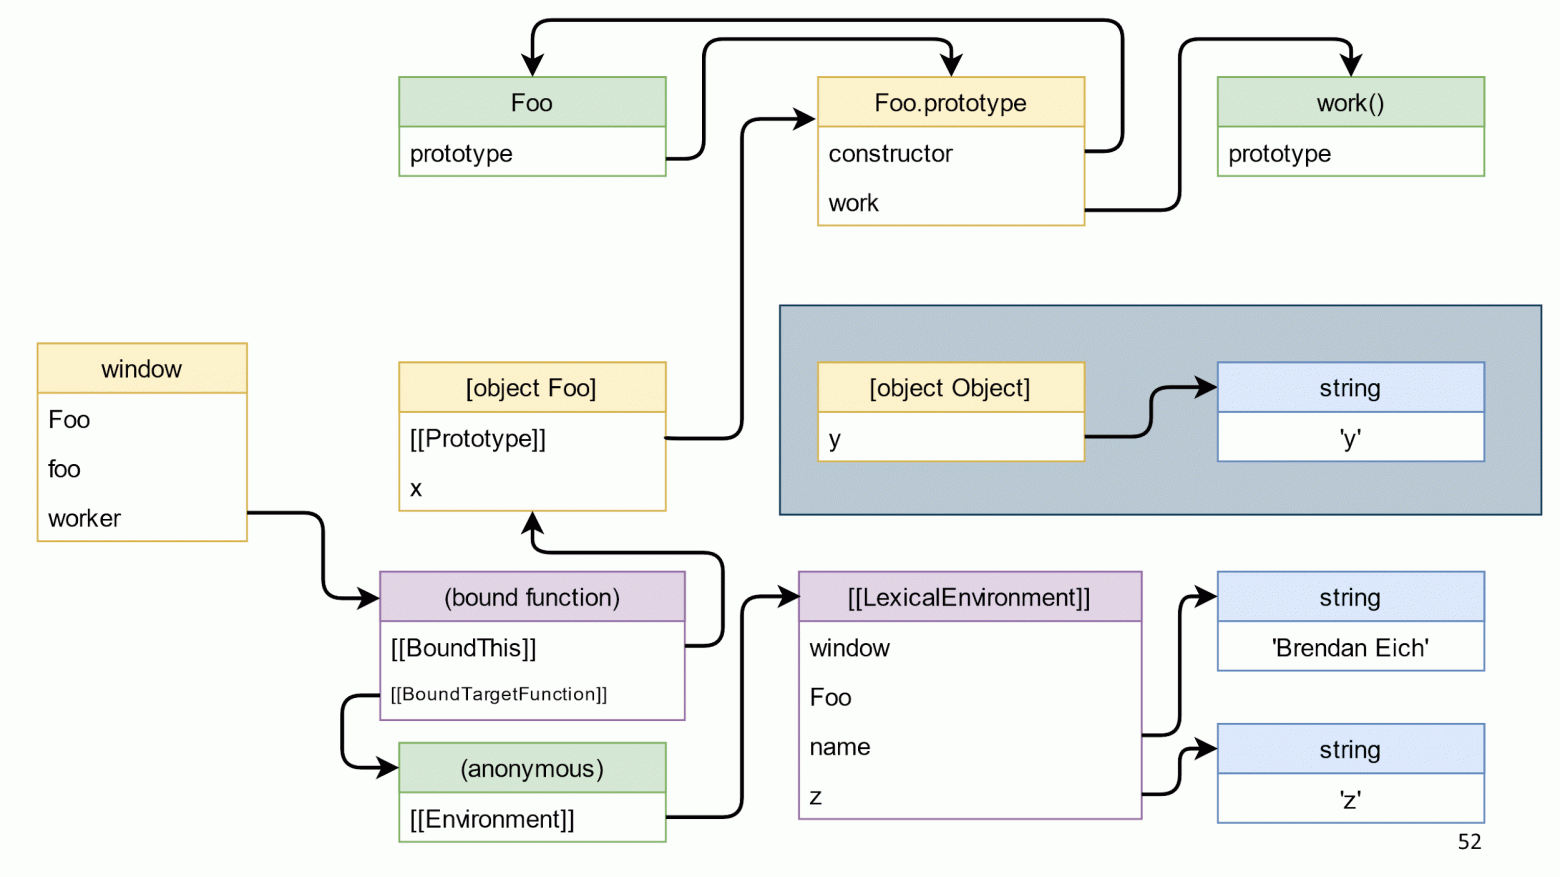 Foo
prototype
Foo.prototype
constructor
work
work()
prototype
window
Foo
foo
worker
[object Foo]
[[Prototype]]
x
[object Object]
y
string
'y'
(bound function)
[[BoundThis]]
[[BoundTargetFunction]]
(anonymous)
[[Environment]]
[[LexicalEnvironment]]
window
Foo
name
z
string
'Brendan Eich'
string
'z'
52